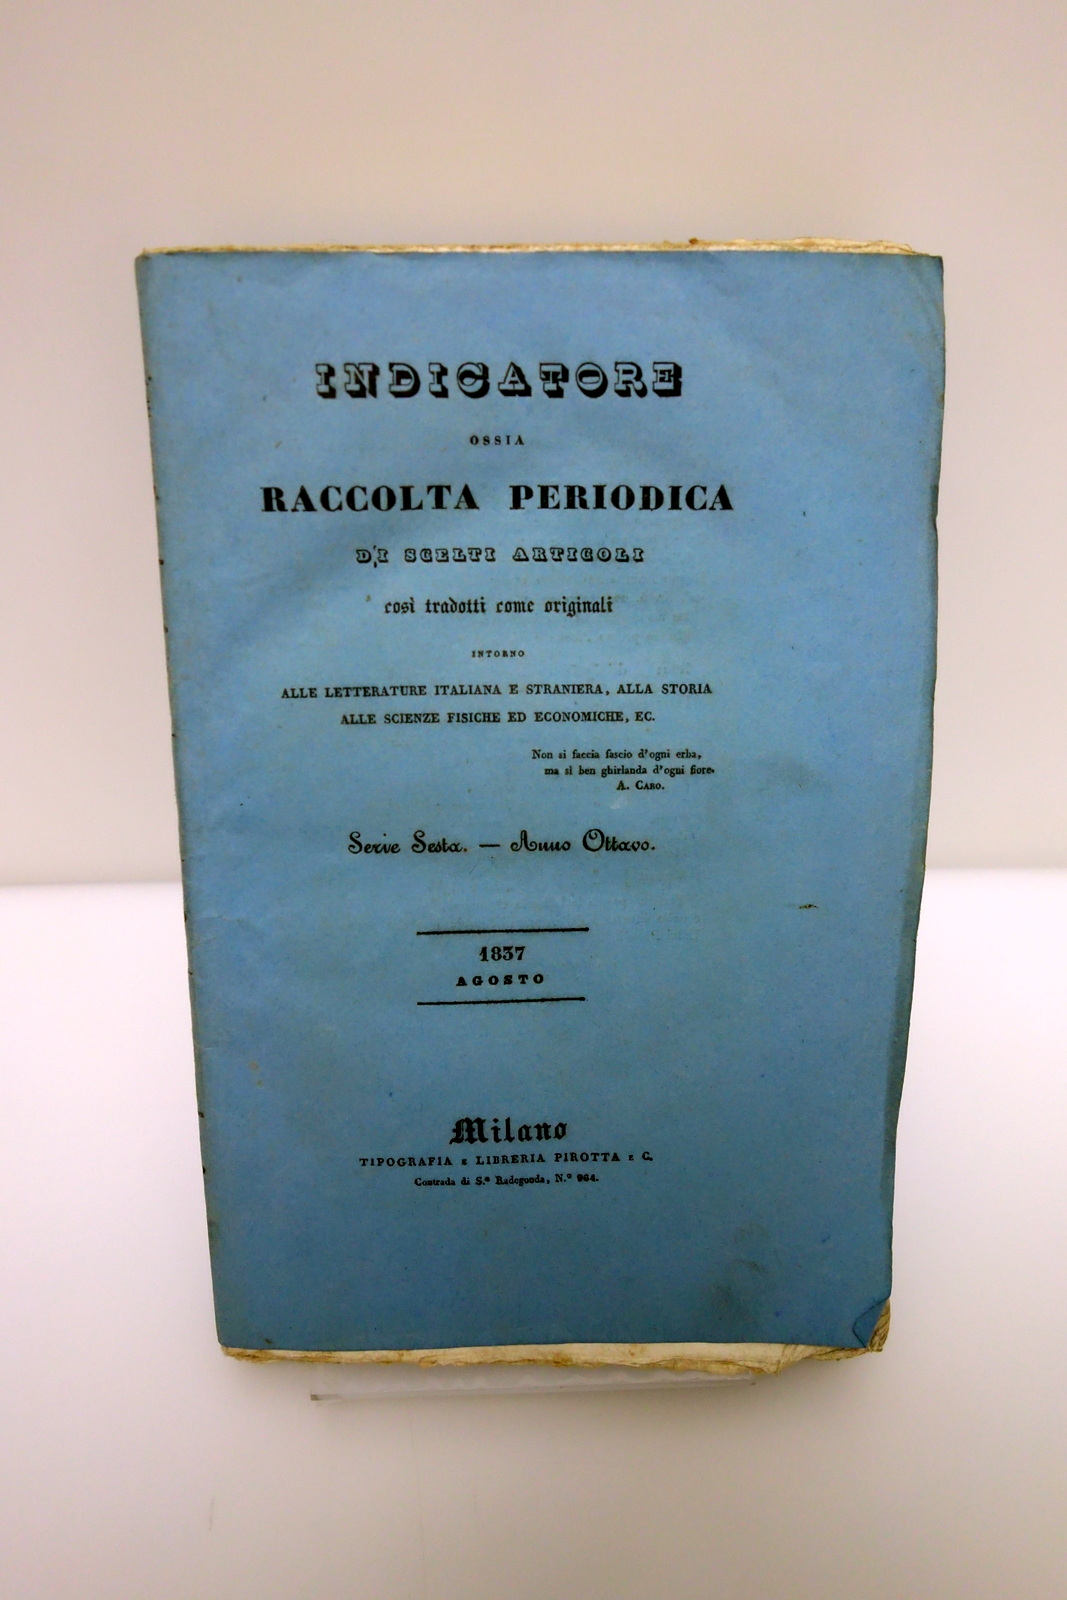 INDICATORE
OSSIA
RACCOLTA PERIODICA
DI SCELTI ARTICOLI
così tradotti come originali
INTORNO
ALLE LETTERATURE ITALIANA E STRANIERA, ALLA STORIA
ALLE SCIENZE FISICHE ED ECONOMICHE, EC.
Non si faccia fascio d'ogni erba,
ma sì ben ghirlanda d'ogni fiore.
A. CARO.
Serie Sesta. — Anno Ottavo.
1837
AGOSTO
Milano
TIPOGRAFIA E LIBRERIA PIROTTA E C.
Contrada di S.ª Radegonda, N.º 964.